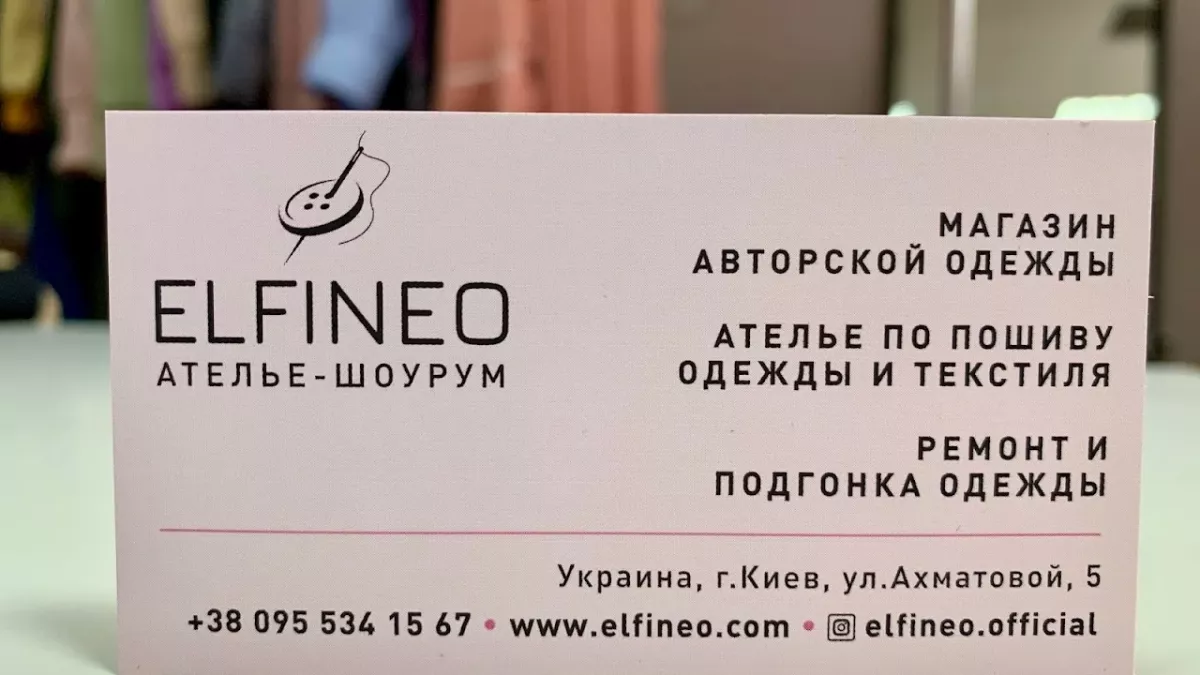 ELFINEO
АТЕЛЬЕ-ШОУРУМ
МАГАЗИН
АВТОРСКОЙ ОДЕЖДЫ
АТЕЛЬЕ ПО ПОШИВУ
ОДЕЖДЫ И ТЕКСТИЛЯ
РЕМОНТ И
ПОДГОНКА ОДЕЖДЫ
Украина, г.Киев, ул.Ахматовой, 5
+38 095 534 15 67 • www.elfineo.com • elfineo.official